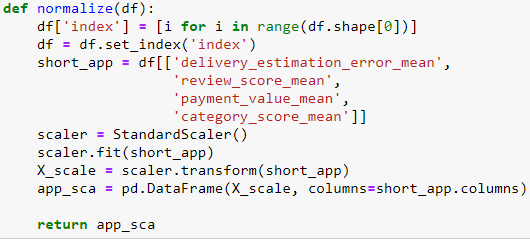 def normalize(df):
    df['index'] = [i for i in range(df.shape[0])]
    df = df.set_index('index')
    short_app = df[['delivery_estimation_error_mean',
                    'review_score_mean',
                    'payment_value_mean',
                    'category_score_mean']]
    scaler = StandardScaler()
    scaler.fit(short_app)
    X_scale = scaler.transform(short_app)
    app_sca = pd.DataFrame(X_scale, columns=short_app.columns)
    return app_sca